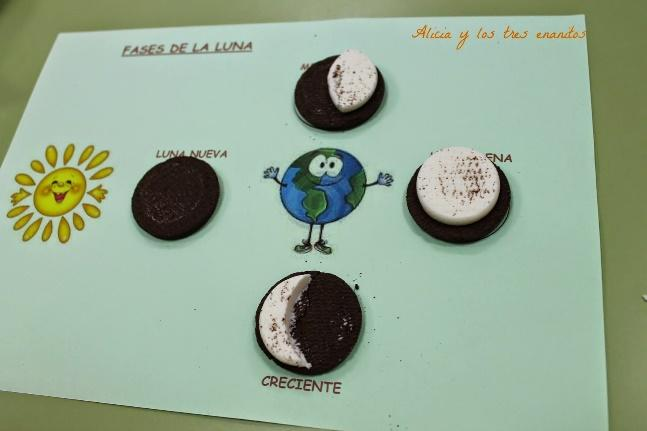 Alicia y los tres enanitos
FASES DE LA LUNA
LUNA NUEVA
CRECIENTE